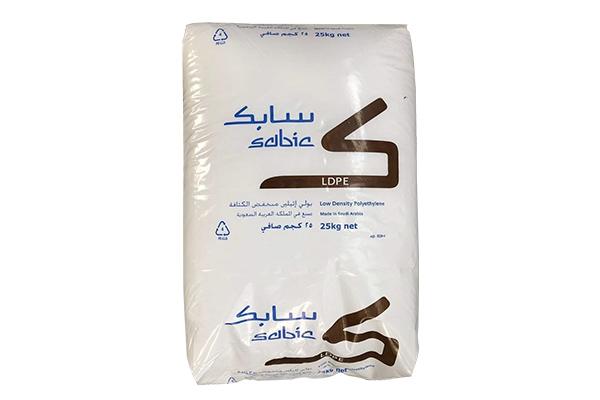 ٢٥ كجم صافي 25kg net
سابك
sabic
LDPE
بولي إثيلين منخفض الكثافة Low Density Polyethylene
صنع في المملكة العربية السعودية Made in Saudi Arabia
٢٥ كجم صافي 25kg net
سابك
sabic
LDPE